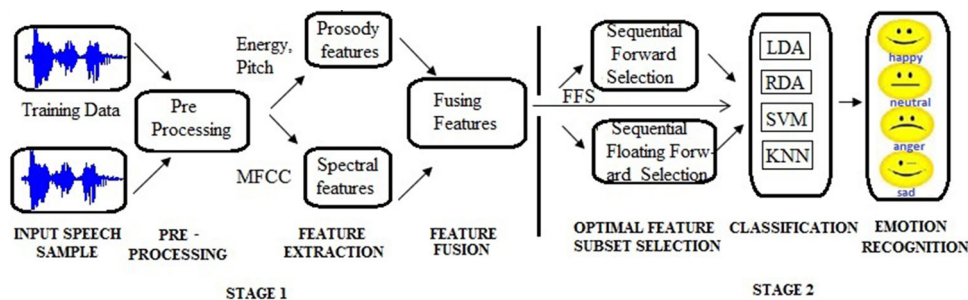 Training Data
Pre
Processing
Energy,
Pitch
MFCC
Prosody
features
Spectral
features
Fusing
Features
FFS
Sequential
Forward
Selection
Sequential
Floating For-
ward Selection
LDA
RDA
SVM
KNN
happy
neutral
anger
sad
INPUT SPEECH
SAMPLE
PRE -
PROCESSING
FEATURE
EXTRACTION
FEATURE
FUSION
OPTIMAL FEATURE
SUBSET SELECTION
CLASSIFICATION
EMOTION
RECOGNITION
STAGE 1
STAGE 2